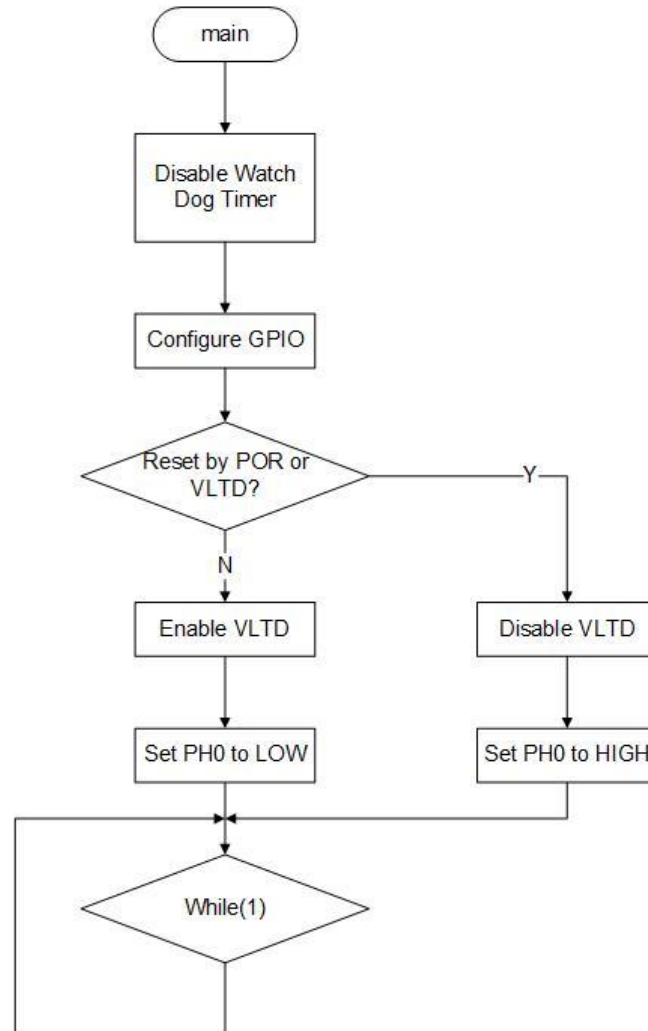 main
Disable Watch
Dog Timer
Configure GPIO
Reset by POR or
VLTD?
Y
N
Enable VLTD
Disable VLTD
Set PH0 to LOW
Set PH0 to HIGH
While(1)